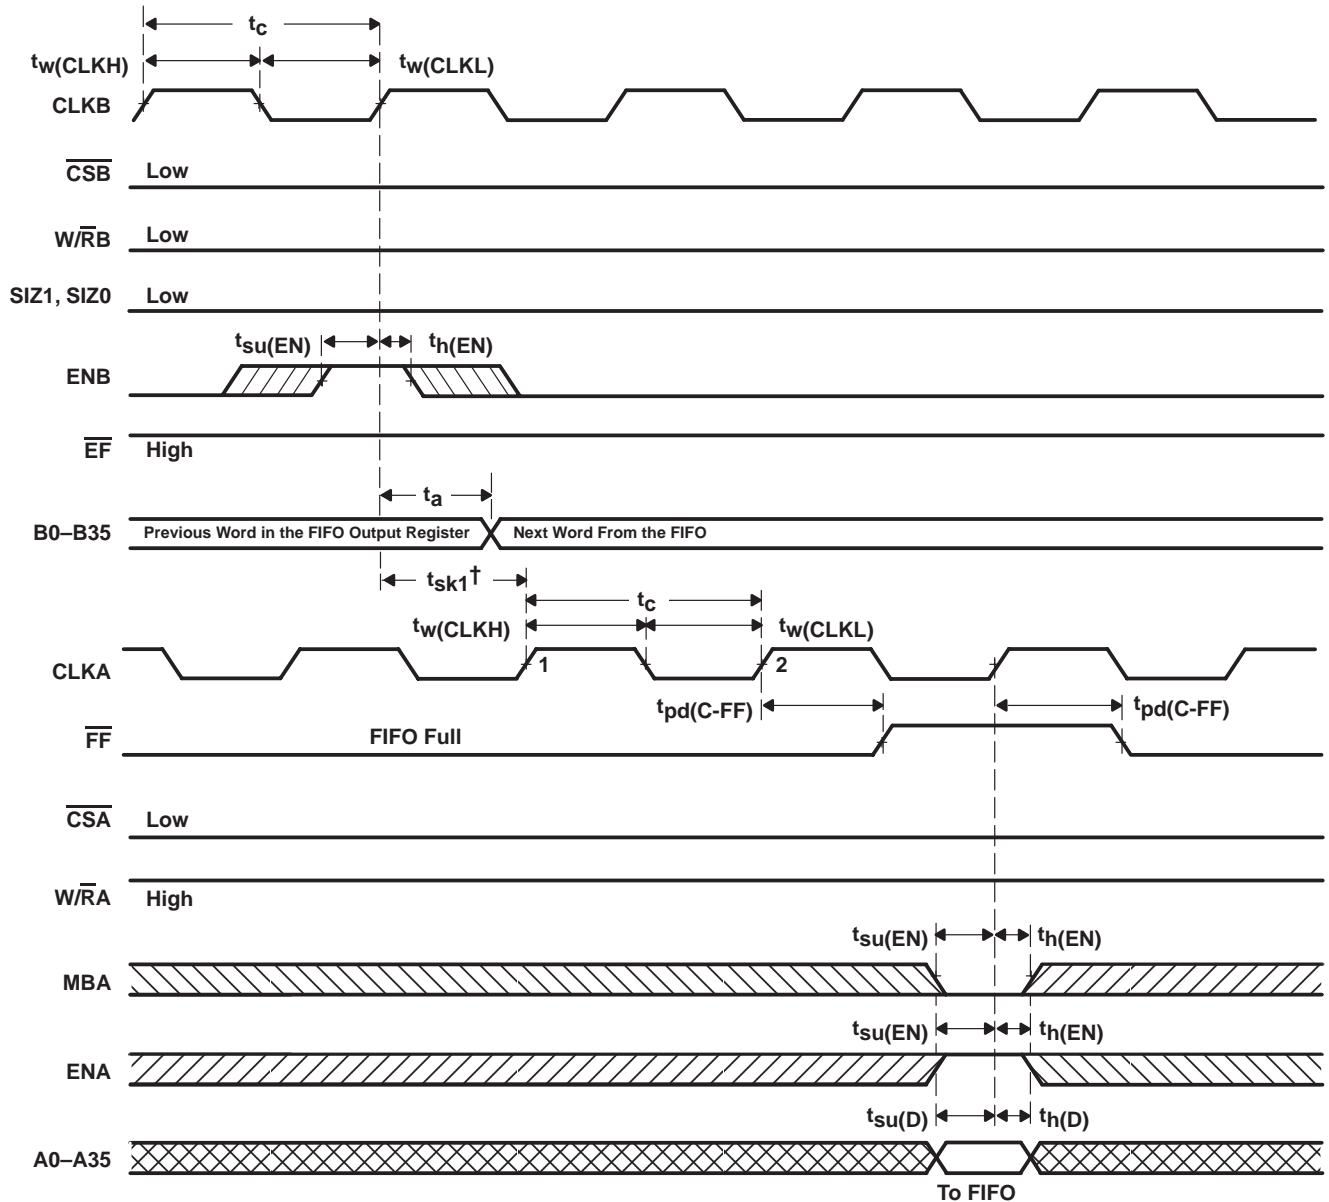 tc
tw(CLKH) tw(CLKL)
CLKB
CSB Low
W/RB Low
SIZ1, SIZ0 Low
tsu(EN) th(EN)
ENB
EF High
ta
B0–B35 Previous Word in the FIFO Output Register Next Word From the FIFO
tsk1†
tc
tw(CLKH) tw(CLKL)
CLKA 1 2
tpd(C-FF) tpd(C-FF)
FF FIFO Full
CSA Low
W/RA High
tsu(EN) th(EN)
MBA
tsu(EN) th(EN)
ENA
tsu(D) th(D)
A0–A35
To FIFO